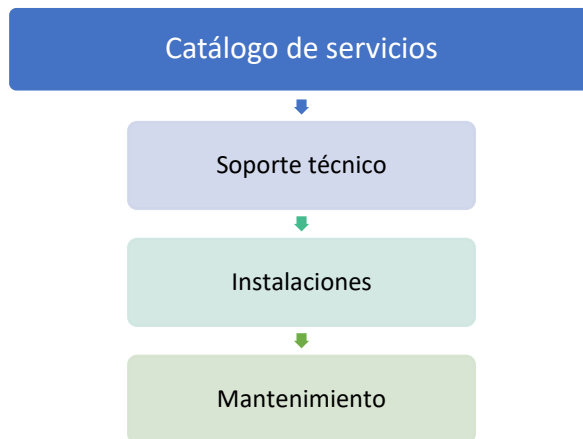 Catálogo de servicios
Soporte técnico
Instalaciones
Mantenimiento